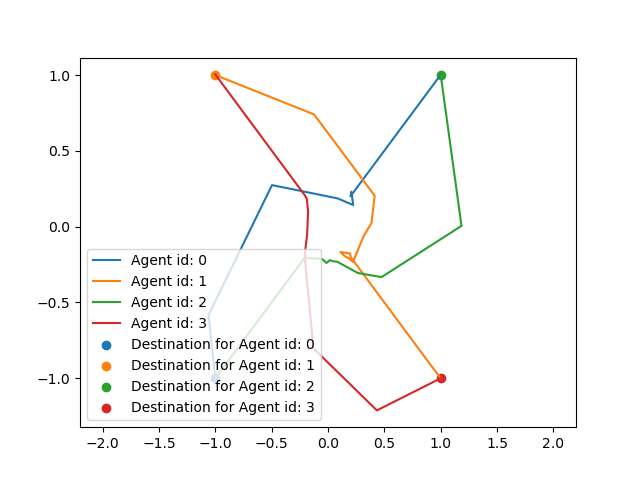 1.0
0.5
0.0
−0.5
−1.0
Agent id: 0
Agent id: 1
Agent id: 2
Agent id: 3
Destination for Agent id: 0
Destination for Agent id: 1
Destination for Agent id: 2
Destination for Agent id: 3
−2.0 −1.5 −1.0 −0.5 0.0 0.5 1.0 1.5 2.0